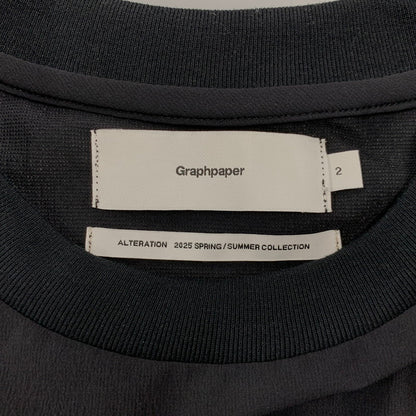 Graphpaper
2
ALTERATION 2025 SPRING / SUMMER COLLECTION